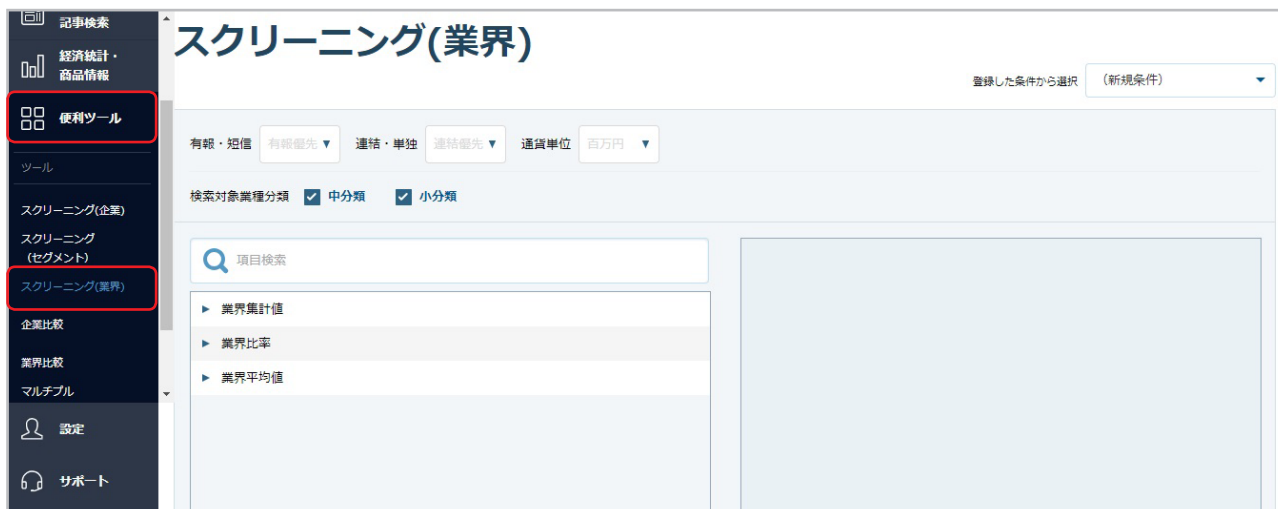 記事検索
経済統計・
商品情報
便利ツール
ツール
スクリーニング(企業)
スクリーニング
(セグメント)
スクリーニング(業界)
企業比較
業界比較
マルチプル
設定
サポート
スクリーニング(業界)
登録した条件から選択 (新規条件)
有報・短信 有報優先 ▼ 連結・単独 連結優先 ▼ 通貨単位 百万円 ▼
検索対象業種分類 中分類 小分類
項目検索
業界集計値
業界比率
業界平均値